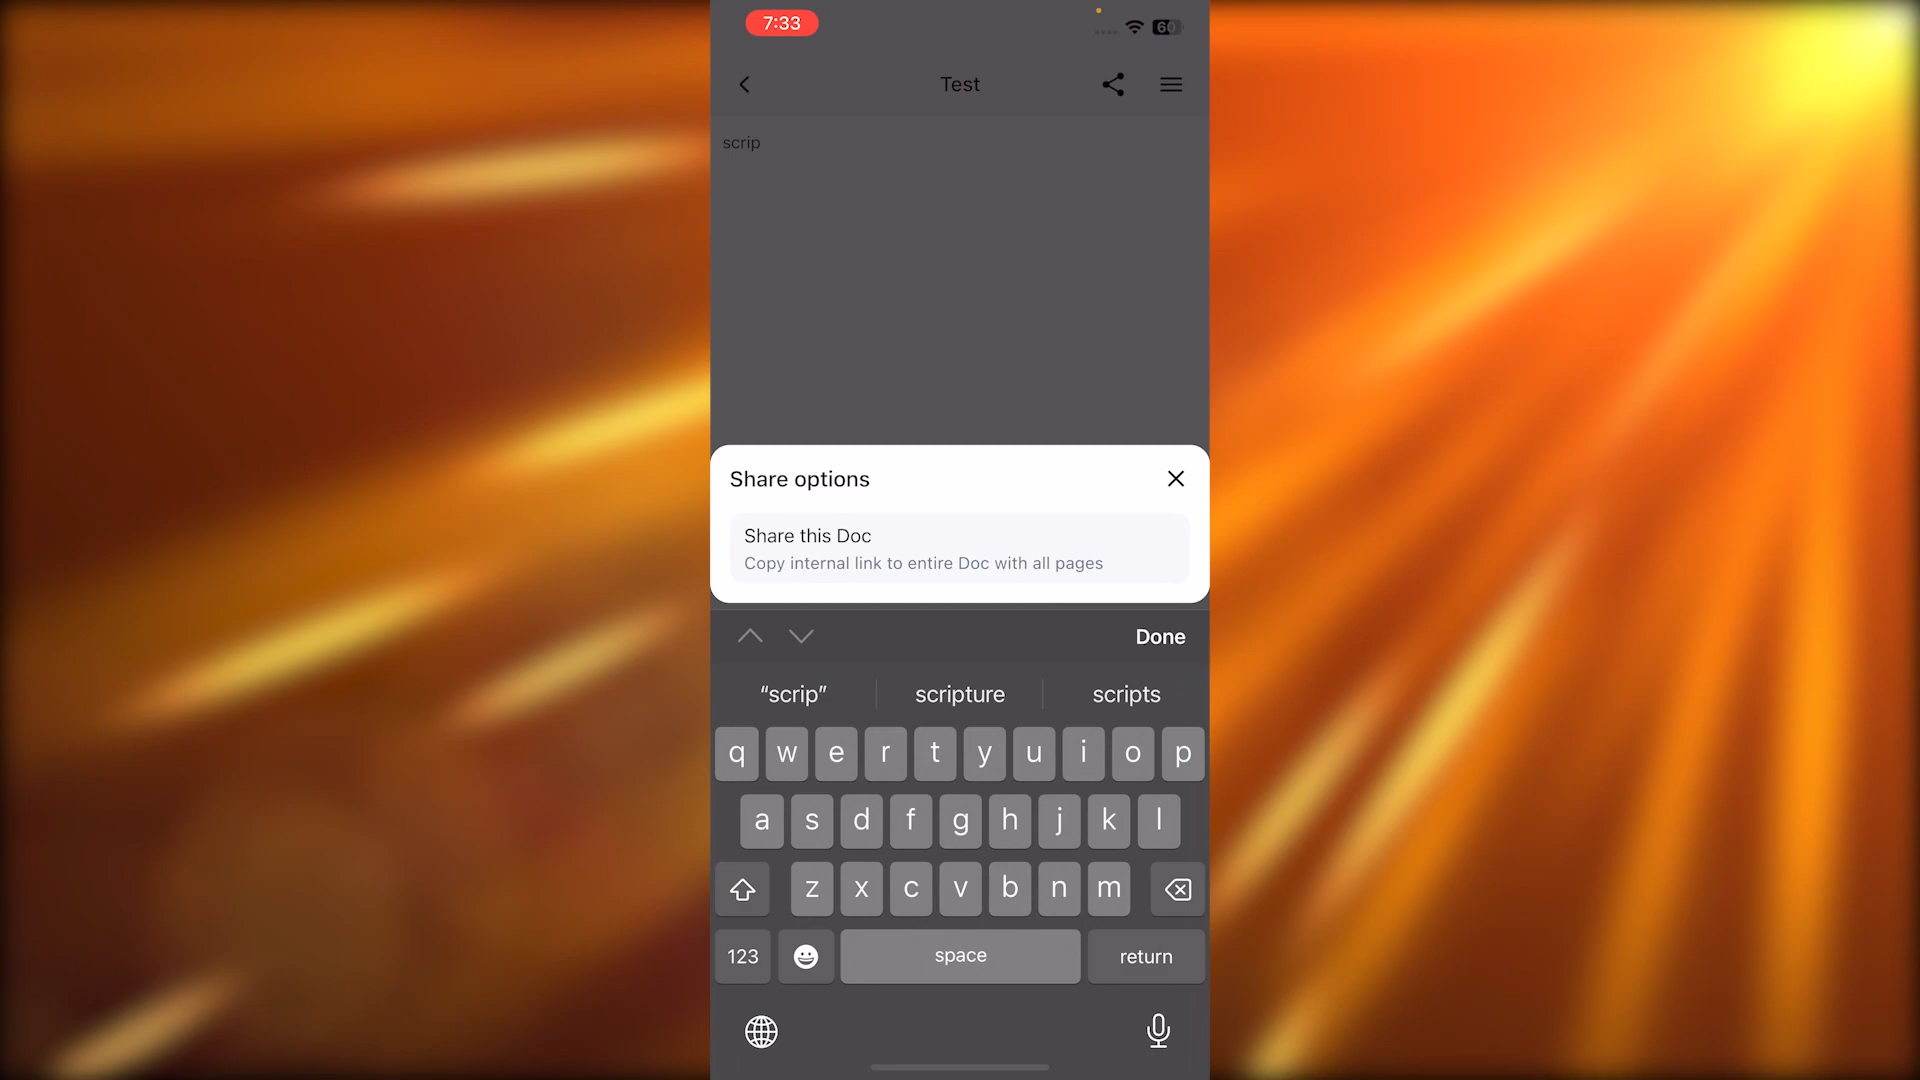 7:33
60
Test
scrip
Share options
Share this Doc
Copy internal link to entire Doc with all pages
Done
“scrip” scripture scripts
q w e r t y u i o p
a s d f g h j k l
z x c v b n m
123 space return